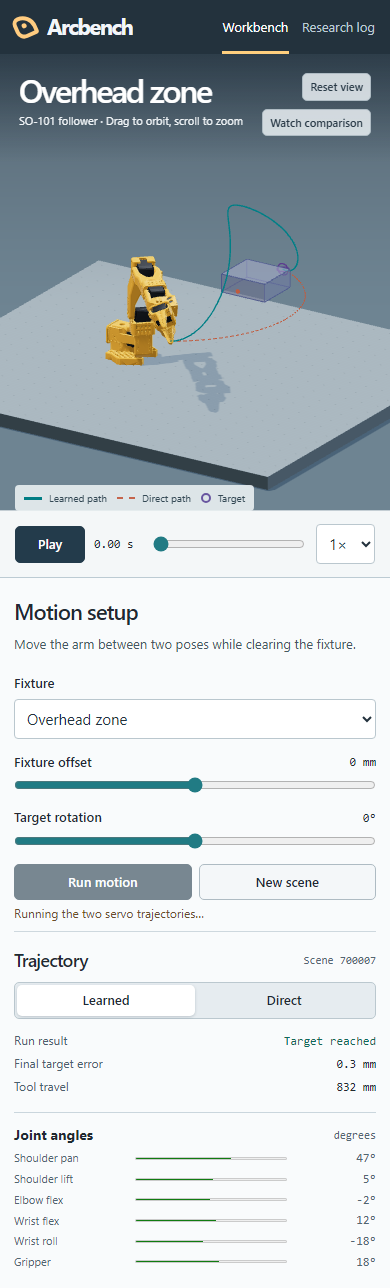 Arcbench
Workbench
Research log
Overhead zone
Reset view
SO-101 follower · Drag to orbit, scroll to zoom
Watch comparison
Learned path
Direct path
Target
Play
0.00 s
1×
Motion setup
Move the arm between two poses while clearing the fixture.
Fixture
Overhead zone
Fixture offset
0 mm
Target rotation
0°
Run motion
New scene
Running the two servo trajectories...
Trajectory
Scene 700007
Learned
Direct
Run result
Target reached
Final target error
0.3 mm
Tool travel
832 mm
Joint angles
degrees
Shoulder pan
47°
Shoulder lift
5°
Elbow flex
-2°
Wrist flex
12°
Wrist roll
-18°
Gripper
18°